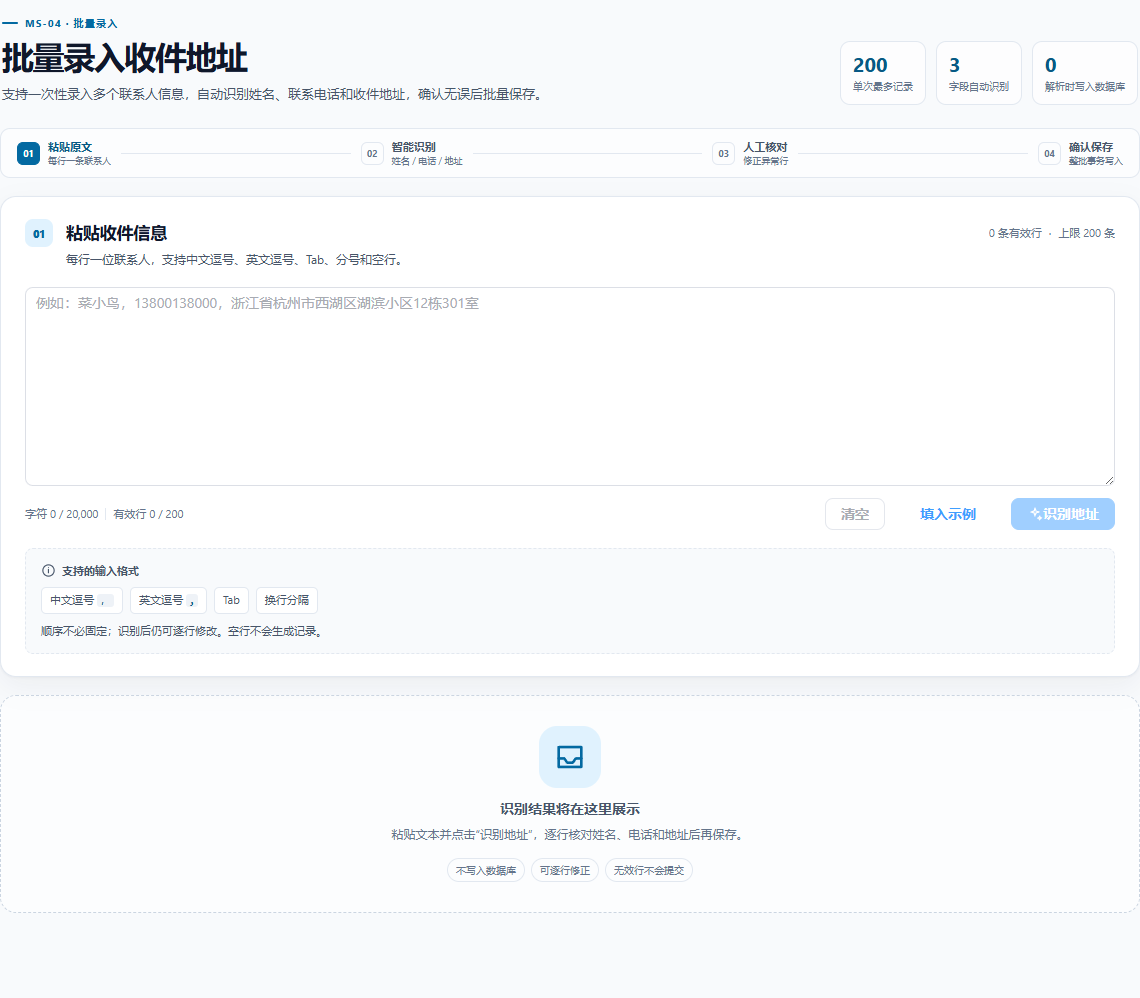 MS-04 · 批量录入
批量录入收件地址
支持一次性录入多个联系人信息，自动识别姓名、联系电话和收件地址，确认无误后批量保存。
200
单次最多记录
3
字段自动识别
0
解析时写入数据库
01
粘贴原文
每行一条联系人
02
智能识别
姓名 / 电话 / 地址
03
人工核对
修正异常行
04
确认保存
整批事务写入
01
粘贴收件信息
每行一位联系人，支持中文逗号、英文逗号、Tab、分号和空行。
0 条有效行 · 上限 200 条
例如：菜小鸟，13800138000，浙江省杭州市西湖区湖滨小区12栋301室
字符 0 / 20,000
有效行 0 / 200
清空
填入示例
识别地址
支持的输入格式
中文逗号 ，
英文逗号 ,
Tab
换行分隔
顺序不必固定；识别后仍可逐行修改。空行不会生成记录。
识别结果将在这里展示
粘贴文本并点击“识别地址”，逐行核对姓名、电话和地址后再保存。
不写入数据库
可逐行修正
无效行不会提交